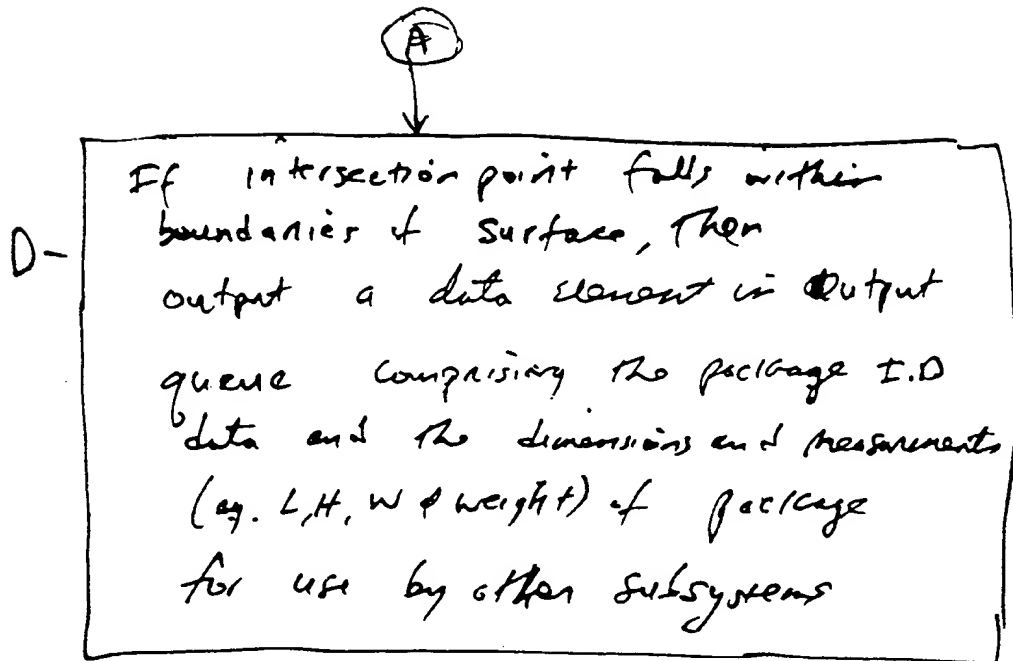 A
D-
If intersection point falls within
boundaries of surface, Then
output a data element in Output
queue comprising the package I.D
data and the dimensions and measurements
(eg. L,H, W & weight) of package
for use by other subsystems